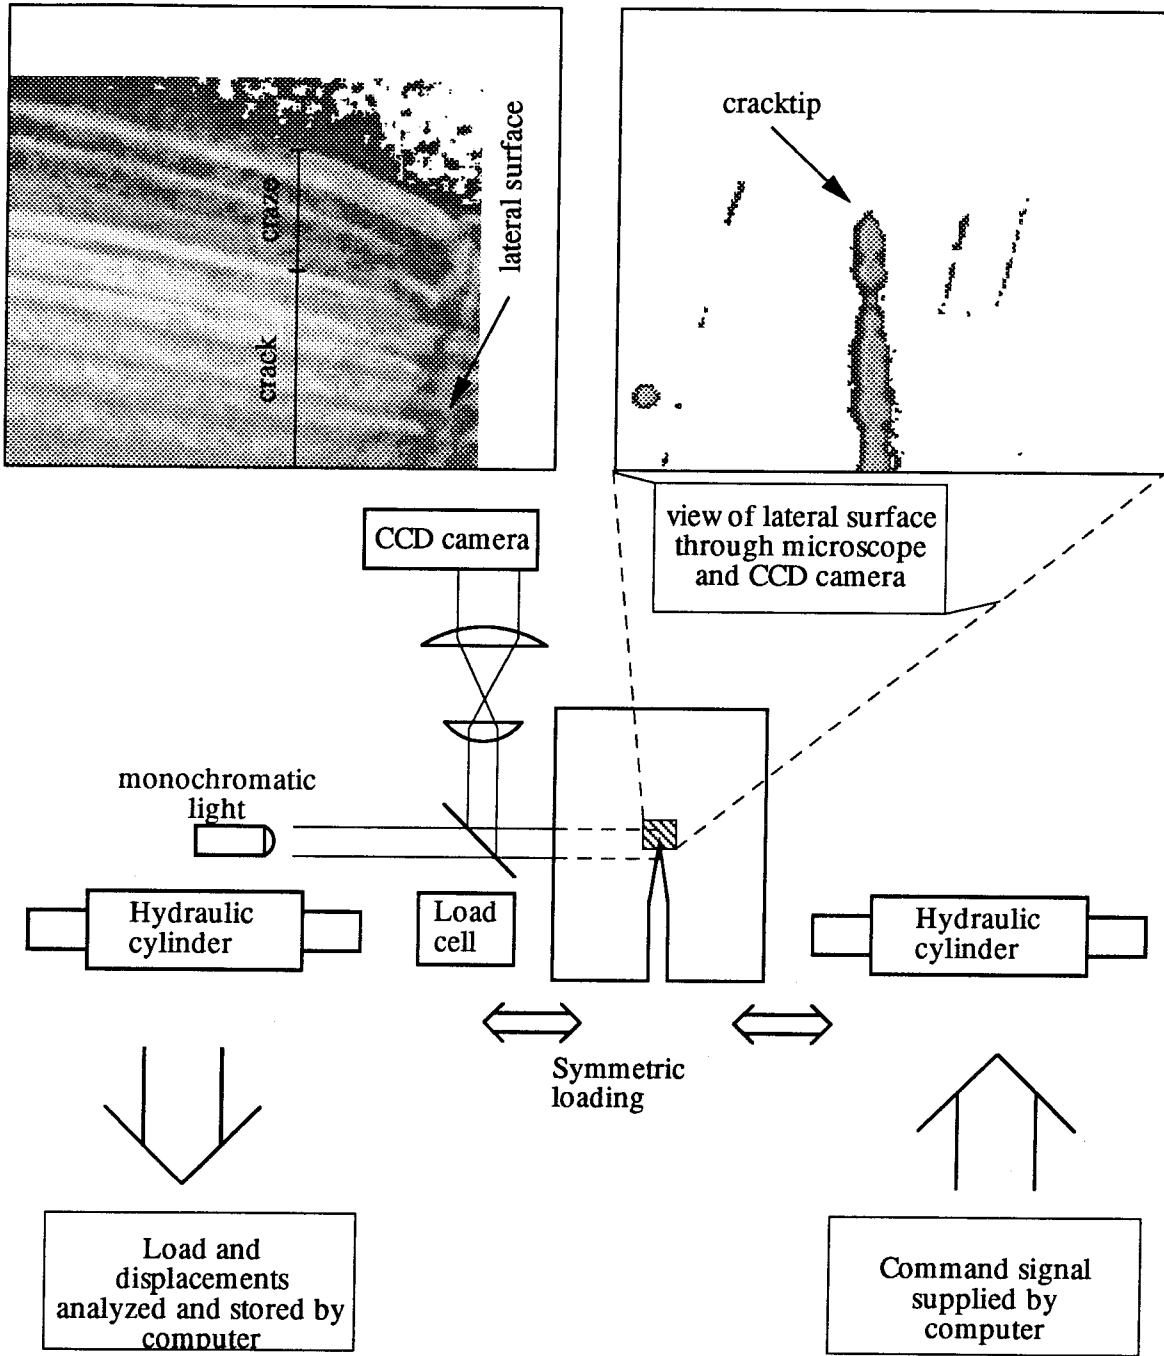 craze
crack
lateral surface
cracktip
view of lateral surface
through microscope
and CCD camera
CCD camera
monochromatic
light
Hydraulic
cylinder
Load
cell
Hydraulic
cylinder
Symmetric
loading
Load and
displacements
analyzed and stored by
computer
Command signal
supplied by
computer